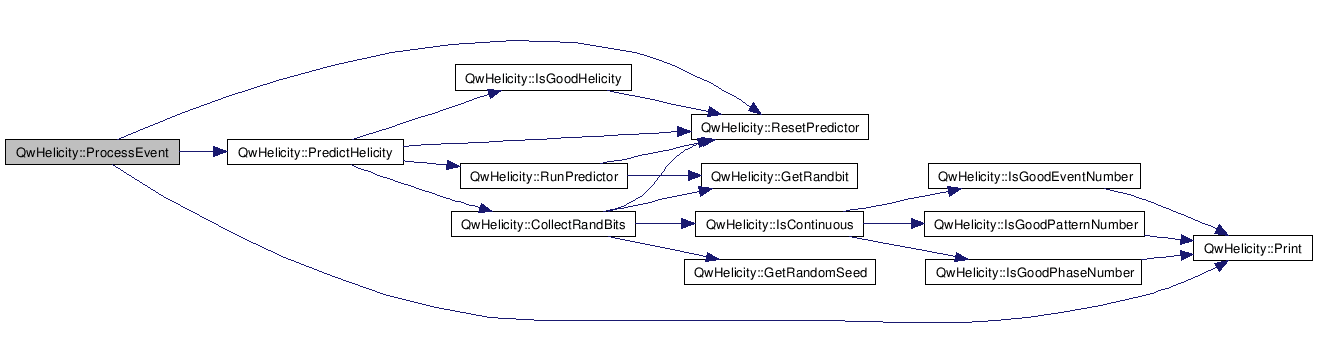 QwHelicity::ProcessEvent
QwHelicity::PredictHelicity
QwHelicity::IsGoodHelicity
QwHelicity::RunPredictor
QwHelicity::CollectRandBits
QwHelicity::ResetPredictor
QwHelicity::GetRandbit
QwHelicity::IsContinuous
QwHelicity::GetRandomSeed
QwHelicity::IsGoodEventNumber
QwHelicity::IsGoodPatternNumber
QwHelicity::IsGoodPhaseNumber
QwHelicity::Print